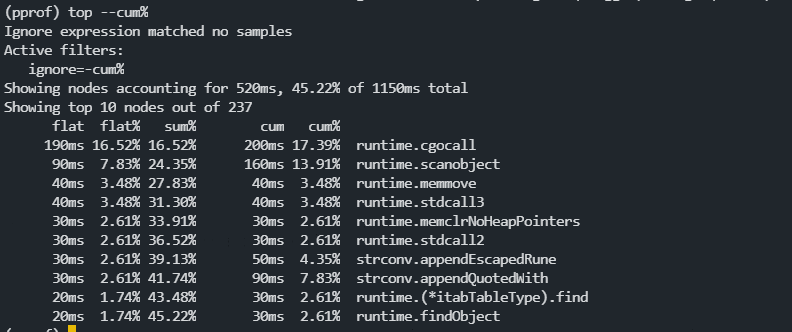 (pprof) top --cum%
Ignore expression matched no samples
Active filters:
   ignore=-cum%
Showing nodes accounting for 520ms, 45.22% of 1150ms total
Showing top 10 nodes out of 237
      flat  flat%   sum%        cum   cum%
     190ms 16.52% 16.52%      200ms 17.39%  runtime.cgocall
      90ms  7.83% 24.35%      160ms 13.91%  runtime.scanobject
      40ms  3.48% 27.83%       40ms  3.48%  runtime.memmove
      40ms  3.48% 31.30%       40ms  3.48%  runtime.stdcall3
      30ms  2.61% 33.91%       30ms  2.61%  runtime.memclrNoHeapPointers
      30ms  2.61% 36.52%       30ms  2.61%  runtime.stdcall2
      30ms  2.61% 39.13%       50ms  4.35%  strconv.appendEscapedRune
      30ms  2.61% 41.74%       90ms  7.83%  strconv.appendQuotedWith
      20ms  1.74% 43.48%       30ms  2.61%  runtime.(*itabTableType).find
      20ms  1.74% 45.22%       30ms  2.61%  runtime.findObject